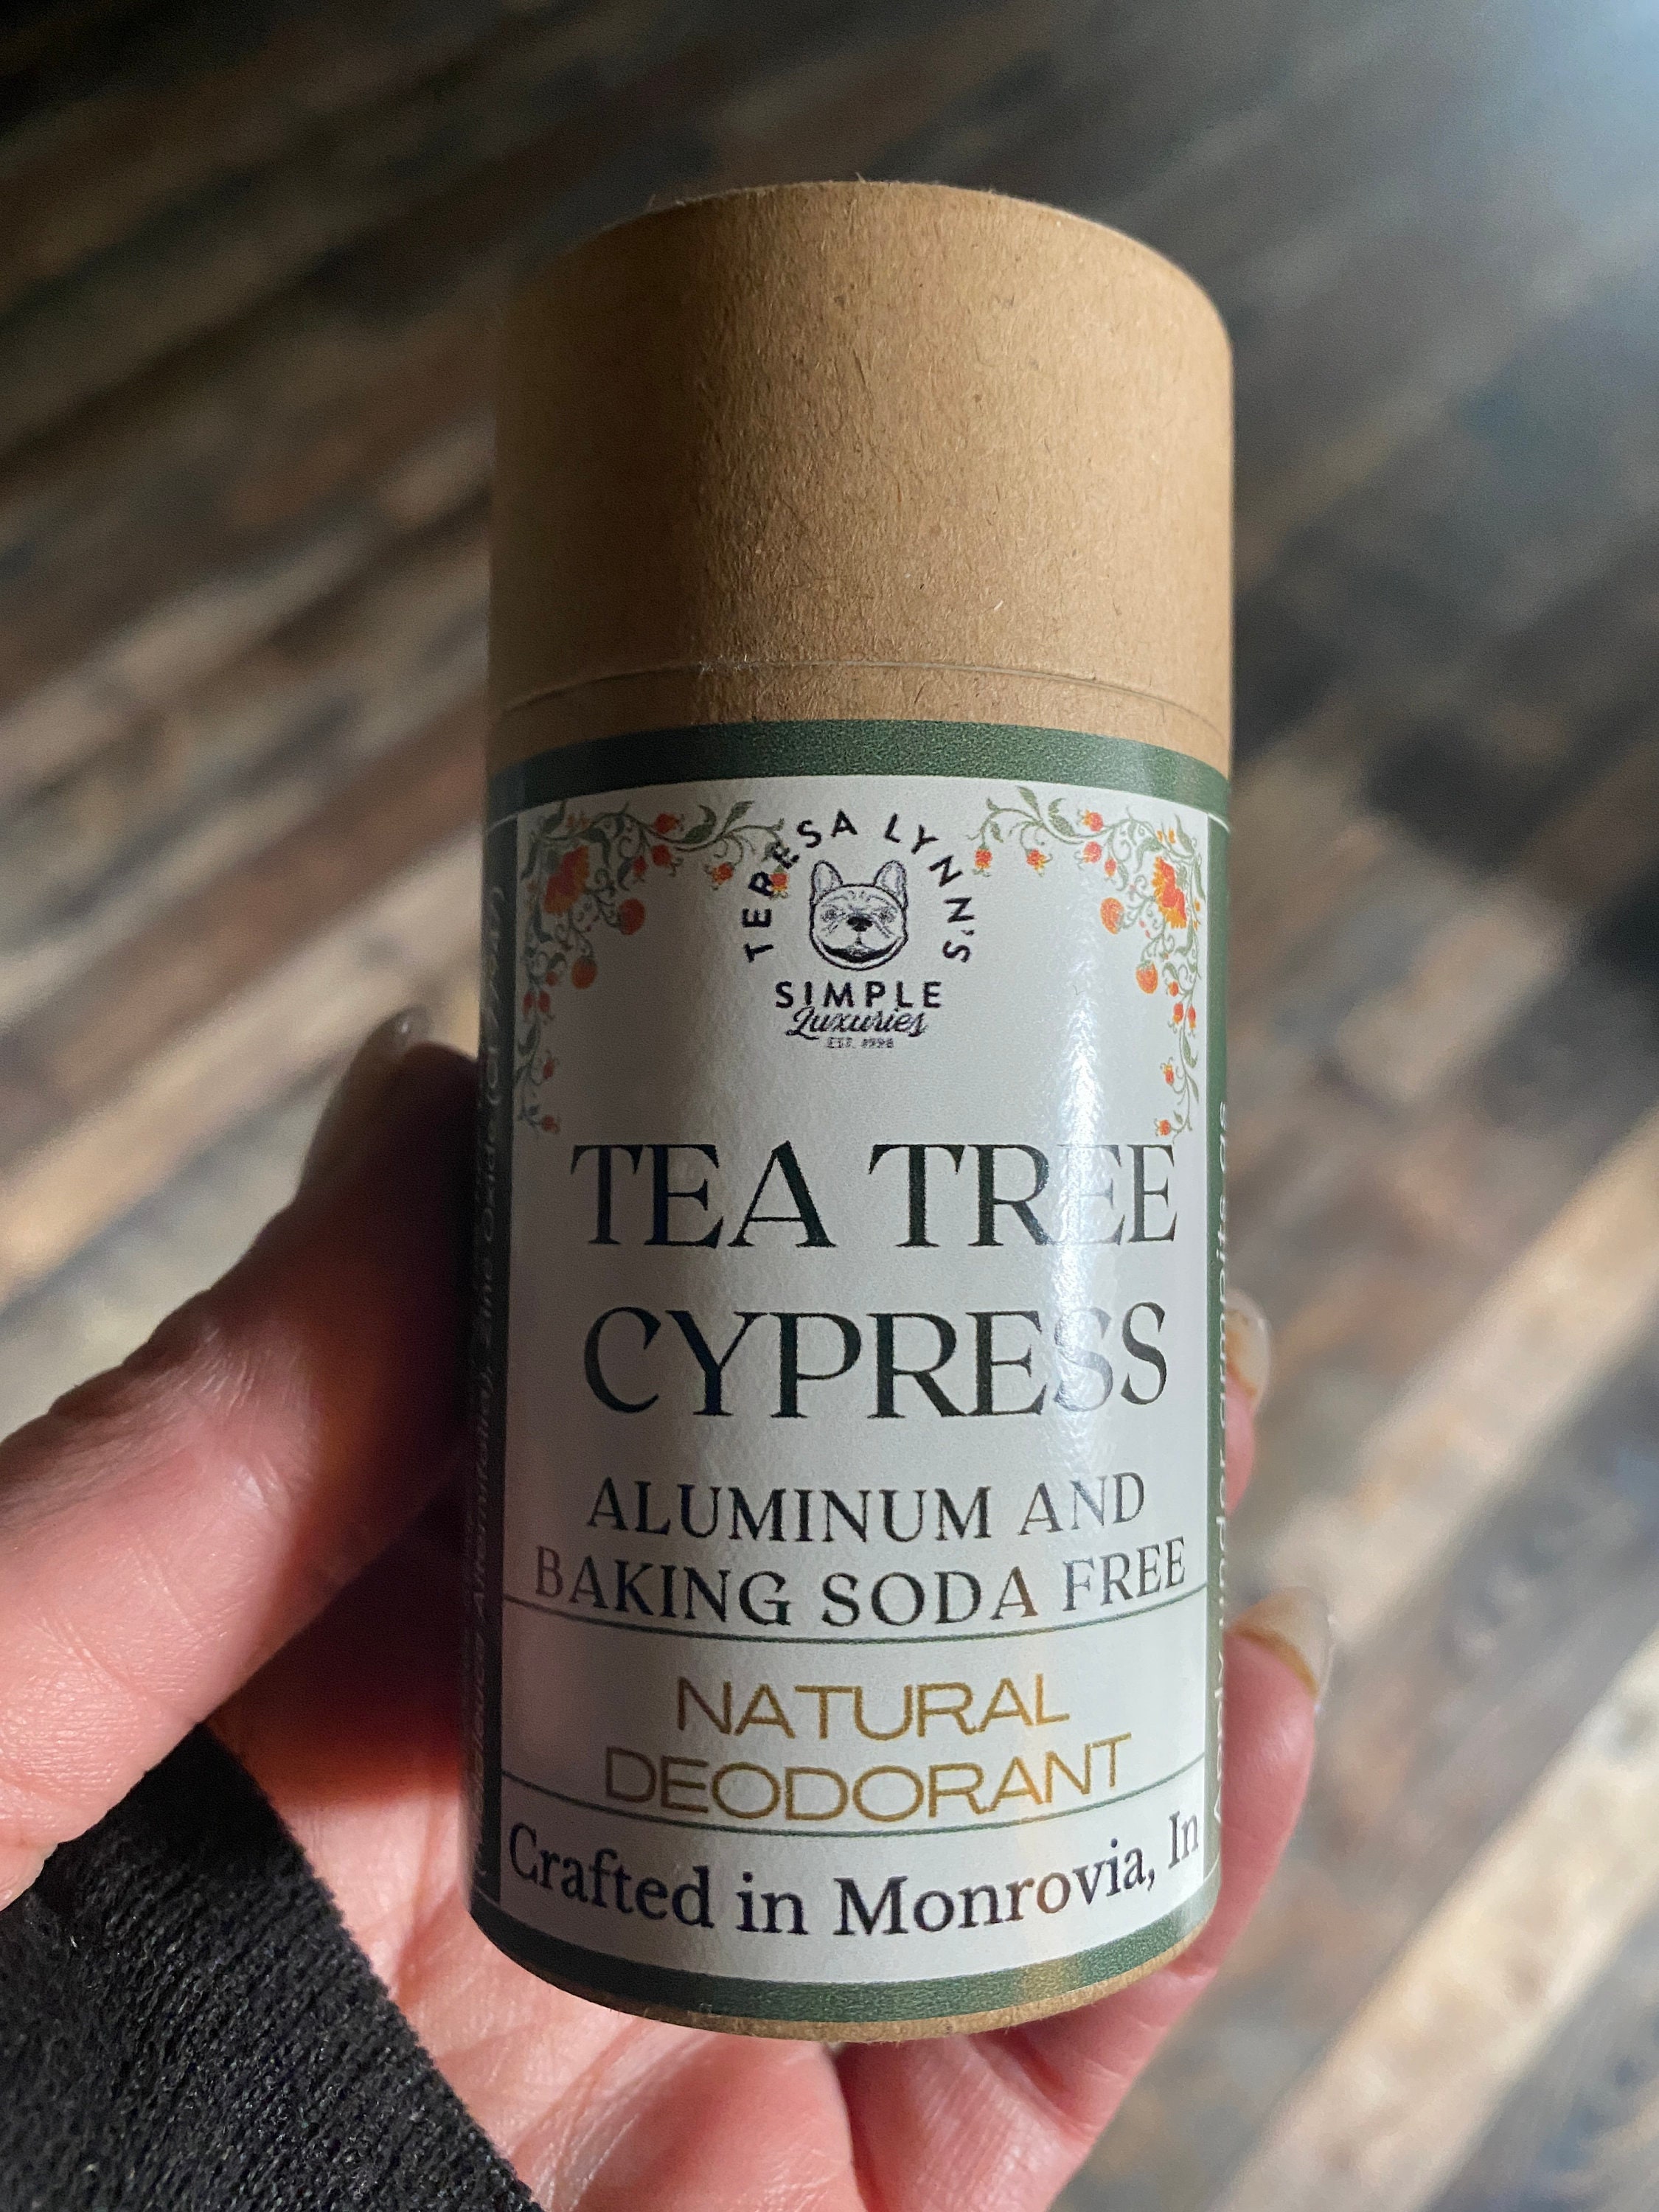 TERESA LYNN'S
SIMPLE
Luxuries
EST. 1998
TEA TREE
CYPRESS
ALUMINUM AND
BAKING SODA FREE
NATURAL
DEODORANT
Crafted in Monrovia, In